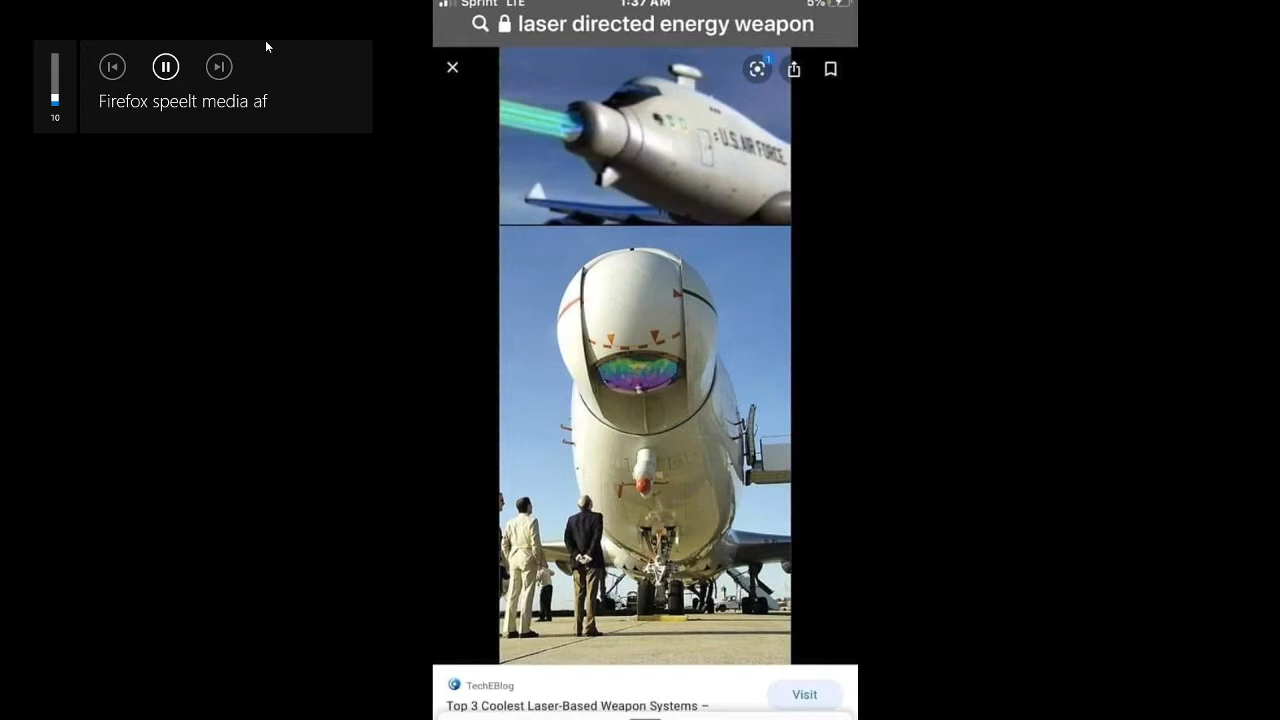 Sprint LTE 1:37 AM 5%
laser directed energy weapon
10
Firefox speelt media af
1
U.S. AIR FORCE
TechEBlog
Visit
Top 3 Coolest Laser-Based Weapon Systems –